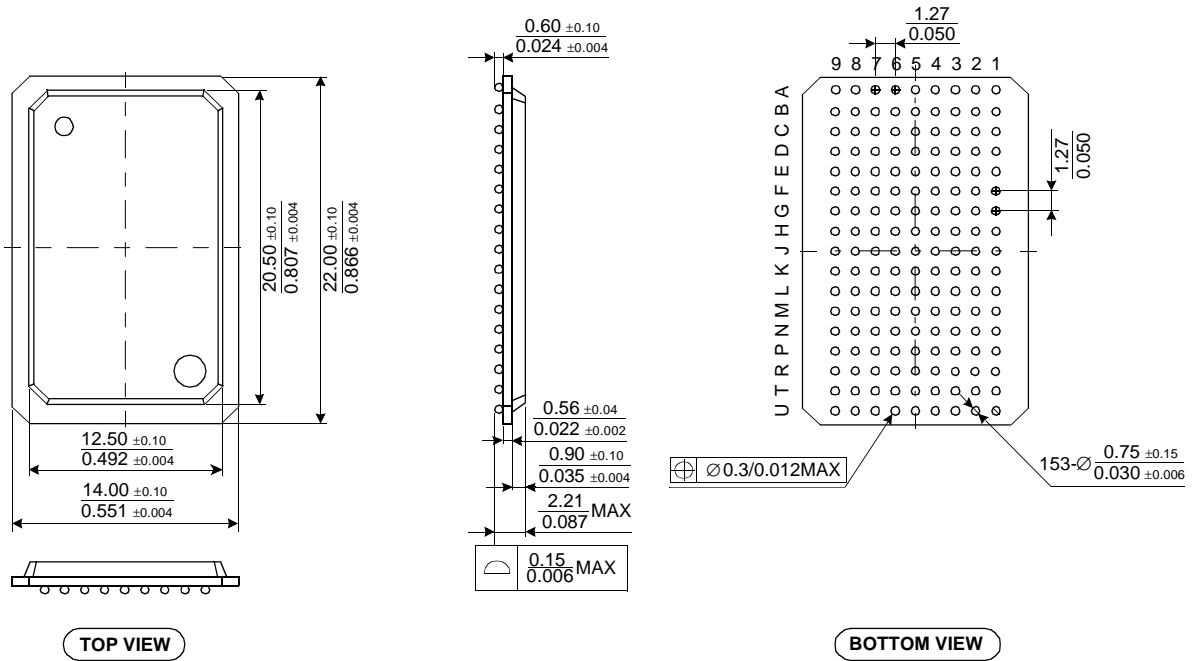 0.60 ±0.10
0.024 ±0.004
1.27
0.050
9 8 7 6 5 4 3 2 1
A
B
C
D
E
F
G
H
J
K
L
M
N
P
R
T
U
1.27
0.050
20.50 ±0.10
0.807 ±0.004
22.00 ±0.10
0.866 ±0.004
12.50 ±0.10
0.492 ±0.004
14.00 ±0.10
0.551 ±0.004
0.56 ±0.04
0.022 ±0.002
0.90 ±0.10
0.035 ±0.004
2.21
0.087 MAX
0.15
0.006 MAX
Ø0.3/0.012MAX
153-Ø 0.75 ±0.15
0.030 ±0.006
TOP VIEW
BOTTOM VIEW